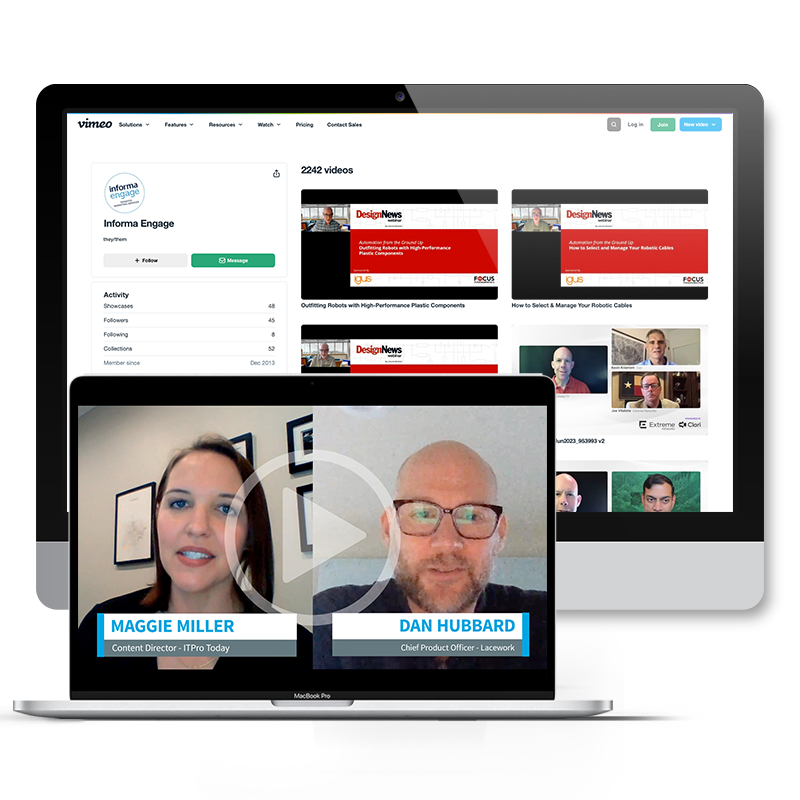 vimeo Solutions Features Resources Watch Pricing Contact Sales Log in Join New video
informa
engage
Informa Engage
they/them
+ Follow Message
Activity
Showcases 48
Followers 45
Following 8
Collections 52
Member since Dec 2013
2242 videos
DesignNews
webinar
Automation from the Ground Up
Outfitting Robots with High-Performance
Plastic Components
igus FOCUS
Outfitting Robots with High-Performance Plastic Components
DesignNews
webinar
Automation from the Ground Up
How to Select and Manage Your Robotic Cables
igus FOCUS
How to Select & Manage Your Robotic Cables
DesignNews
webinar
Extreme Clari
lun2023_953993 v2
MAGGIE MILLER
Content Director - ITPro Today
DAN HUBBARD
Chief Product Officer - Lacework
MacBook Pro